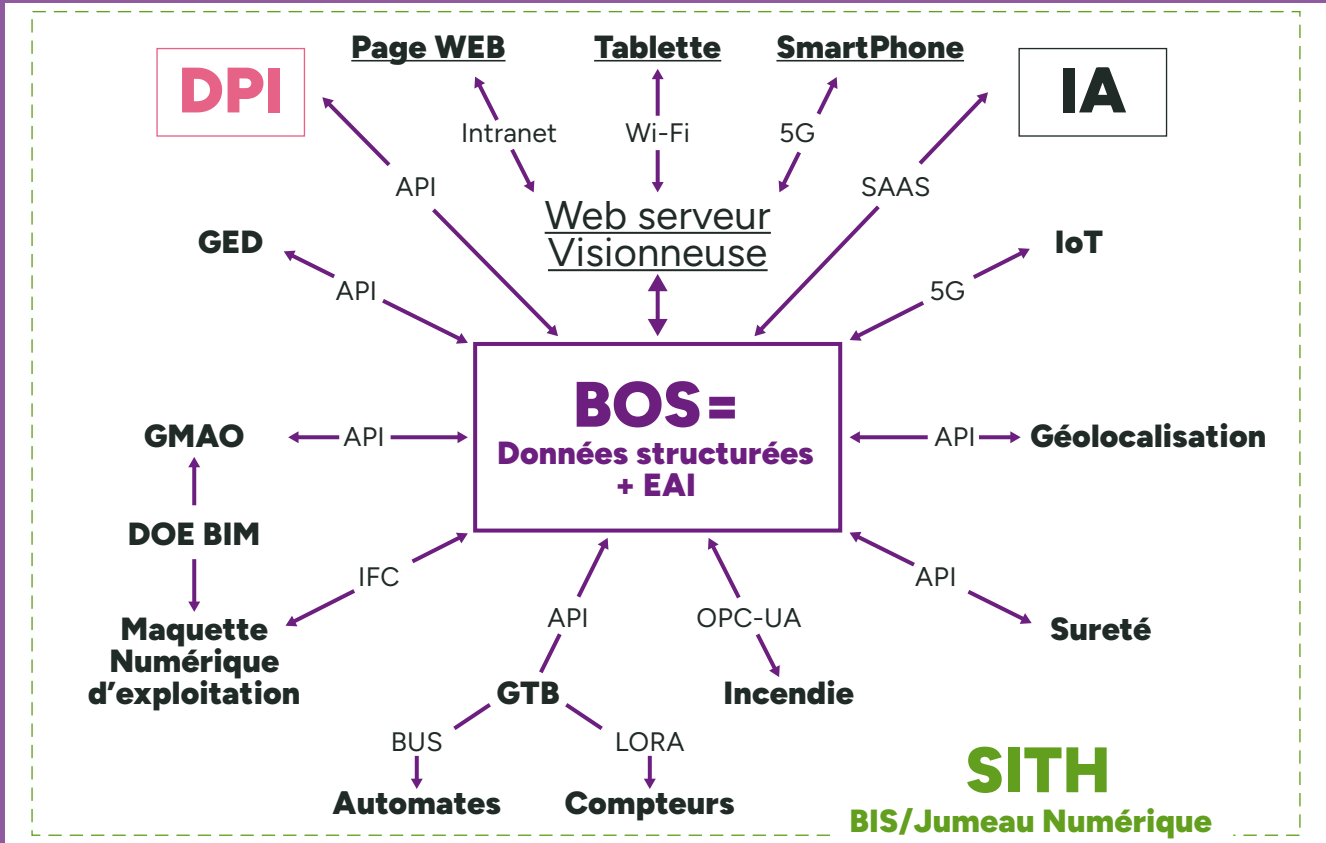 Page WEB
Tablette
SmartPhone
DPI
IA
Intranet
Wi-Fi
5G
API
SAAS
Web serveur
Visionneuse
GED
IoT
API
5G
BOS=
Données structurées
+ EAI
GMAO
API
API
Géolocalisation
DOE BIM
IFC
API
Maquette
Numérique
d'exploitation
API
OPC-UA
Sureté
GTB
Incendie
BUS
LORA
Automates
Compteurs
SITH
BIS/Jumeau Numérique